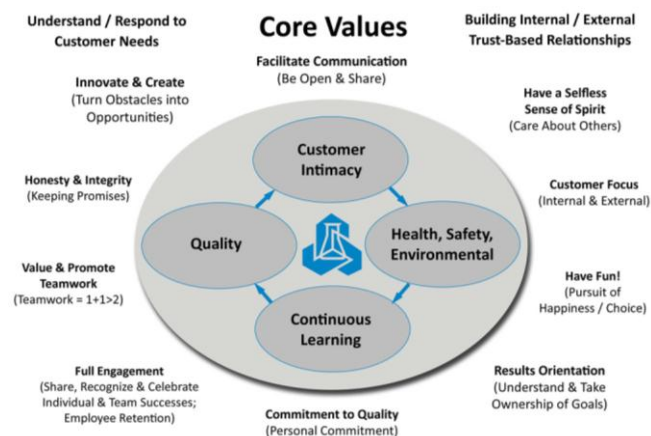 Core Values
Understand / Respond to
Customer Needs
Building Internal / External
Trust-Based Relationships
Facilitate Communication
(Be Open & Share)
Innovate & Create
(Turn Obstacles into
Opportunities)
Have a Selfless
Sense of Spirit
(Care About Others)
Honesty & Integrity
(Keeping Promises)
Customer Focus
(Internal & External)
Value & Promote
Teamwork
(Teamwork = 1+1>2)
Have Fun!
(Pursuit of
Happiness / Choice)
Full Engagement
(Share, Recognize & Celebrate
Individual & Team Successes;
Employee Retention)
Commitment to Quality
(Personal Commitment)
Results Orientation
(Understand & Take
Ownership of Goals)
Customer
Intimacy
Health, Safety,
Environmental
Continuous
Learning
Quality